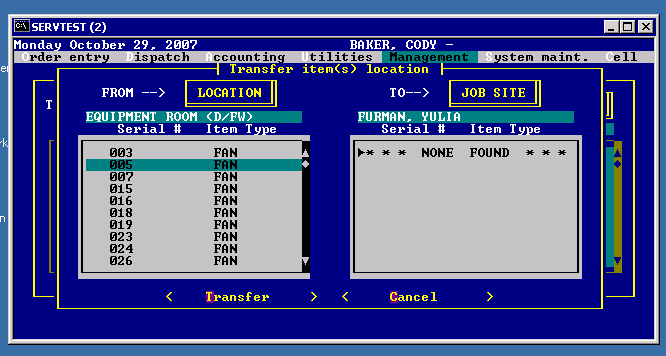 SERVTEST (2)
Monday October 29, 2007 BAKER, CODY -
Order entry Dispatch Accounting Utilities Management System maint. Cell
Transfer item(s) location
FROM --> LOCATION TO--> JOB SITE
T
EQUIPMENT ROOM (D/FW) FURMAN, YULIA
Serial # Item Type Serial # Item Type
003 FAN * * * NONE FOUND * * *
005 FAN
007 FAN
015 FAN
016 FAN
018 FAN
019 FAN
023 FAN
024 FAN
026 FAN
< Transfer > < Cancel >